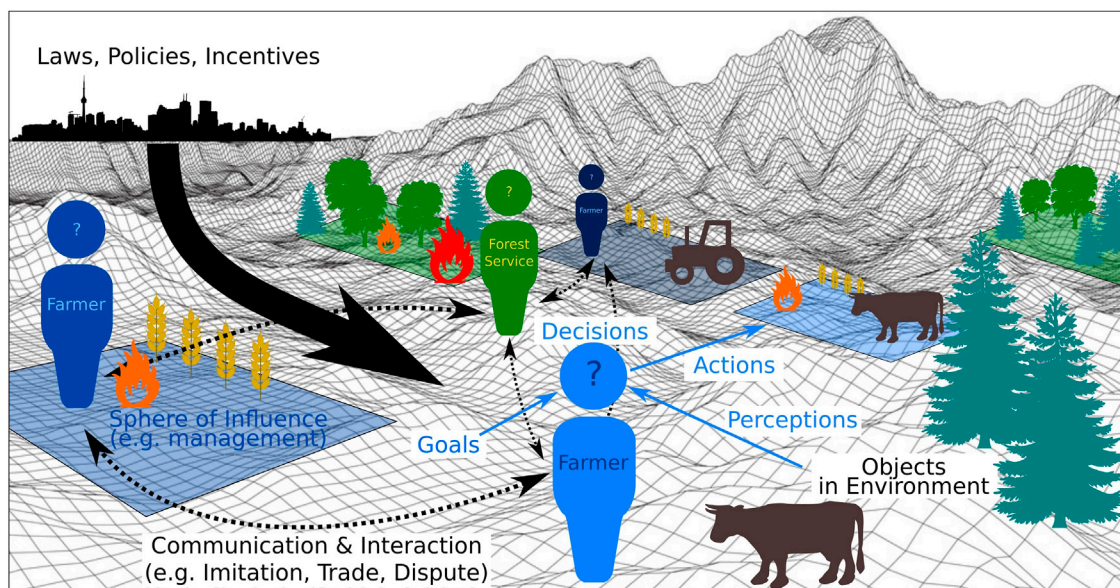 Laws, Policies, Incentives
?
?
Farmer
?
Forest
Service
?
Farmer
Decisions
Actions
?
Sphere of Influence
(e.g. management)
Goals
Perceptions
Farmer
Objects
in Environment
Communication & Interaction
(e.g. Imitation, Trade, Dispute)